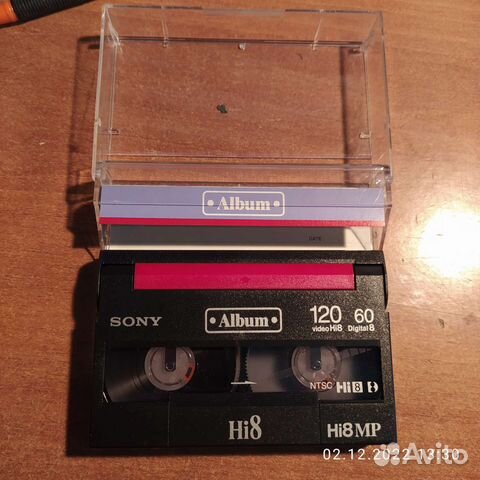 • Album •
DATE
SONY
• Album •
120 60
video Hi8 Digital 8
NTSC Hi8
Hi8
Hi8 MP
02.12.2022 13:30
Avito